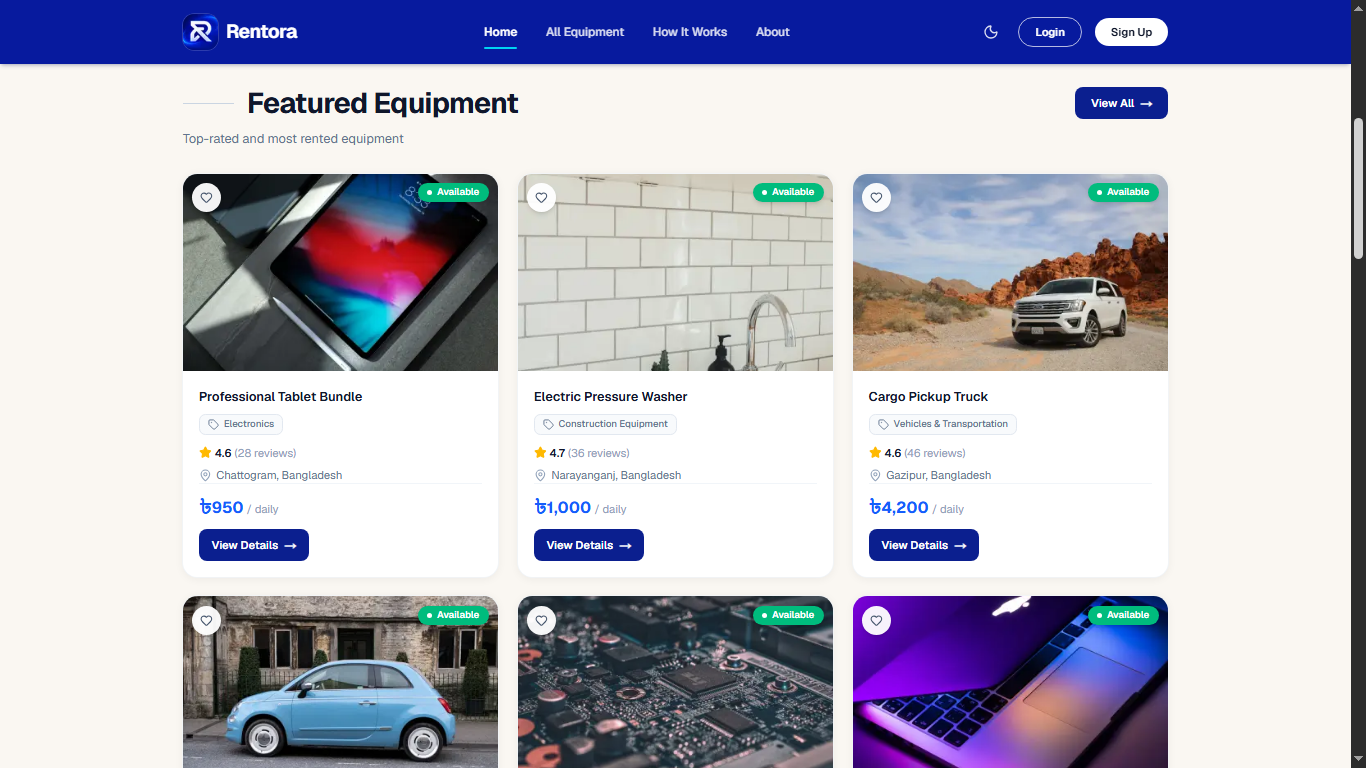 Rentora
Home All Equipment How It Works About
Login Sign Up
Featured Equipment
View All →
Top-rated and most rented equipment
Available
Available
Available
Professional Tablet Bundle
Electronics
4.6 (28 reviews)
Chattogram, Bangladesh
৳950 / daily
View Details →
Electric Pressure Washer
Construction Equipment
4.7 (36 reviews)
Narayanganj, Bangladesh
৳1,000 / daily
View Details →
Cargo Pickup Truck
Vehicles & Transportation
4.6 (46 reviews)
Gazipur, Bangladesh
৳4,200 / daily
View Details →
Available
Available
Available